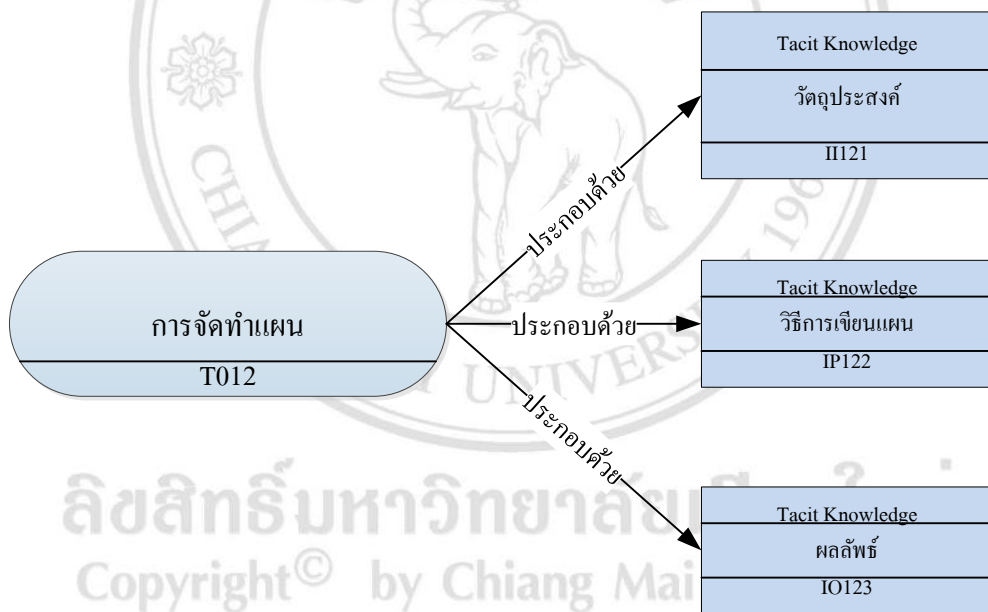 Tacit Knowledge
วัตถุประสงค์
II121
ประกอบด้วย
การจัดทำแผน
T012
ประกอบด้วย
Tacit Knowledge
วิธีการเขียนแผน
IP122
ประกอบด้วย
Tacit Knowledge
ผลลัพธ์
IO123
ลิขสิทธิ์มหาวิทยาลัย
Copyright© by Chiang Mai